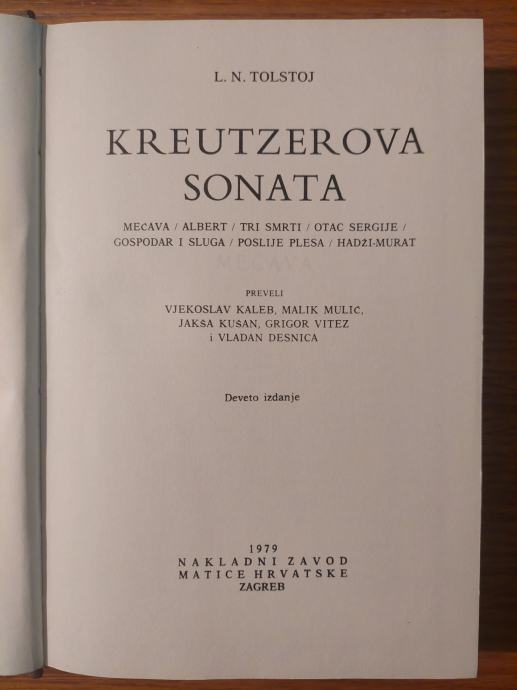 L. N. TOLSTOJ
KREUTZEROVA
SONATA
MEĆAVA / ALBERT / TRI SMRTI / OTAC SERGIJE /
GOSPODAR I SLUGA / POSLIJE PLESA / HADŽI-MURAT
MEĆAVA
PREVELI
VJEKOSLAV KALEB, MALIK MULIĆ,
JAKŠA KUŠAN, GRIGOR VITEZ
i VLADAN DESNICA
Deveto izdanje
1979
NAKLADNI ZAVOD
MATICE HRVATSKE
ZAGREB